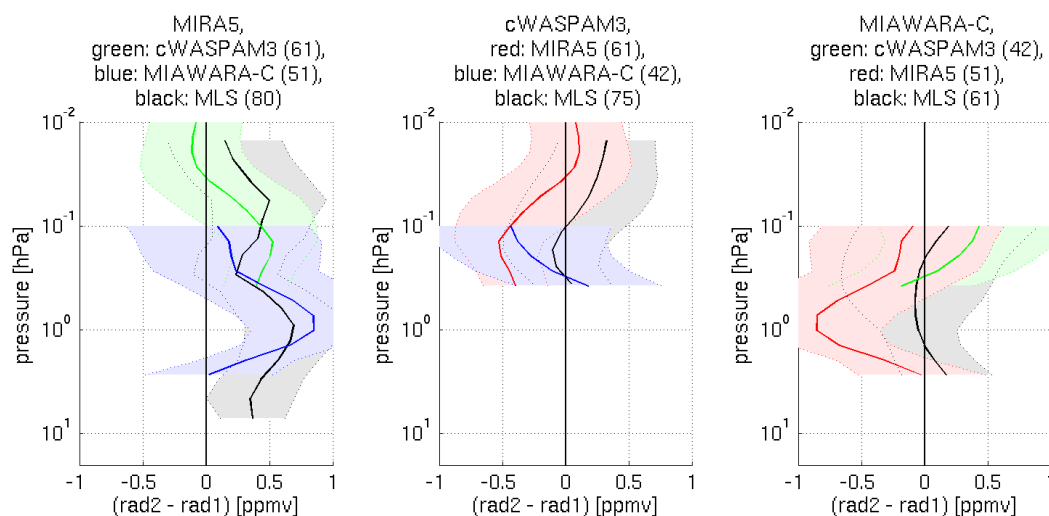 MIRA5,
green: cWASPAM3 (61),
blue: MIAWARA-C (51),
black: MLS (80)
10^-2
10^-1
10^0
10^1
pressure [hPa]
-1 -0.5 0 0.5 1
(rad2 - rad1) [ppmv]
cWASPAM3,
red: MIRA5 (61),
blue: MIAWARA-C (42),
black: MLS (75)
10^-2
10^-1
10^0
10^1
pressure [hPa]
-1 -0.5 0 0.5 1
(rad2 - rad1) [ppmv]
MIAWARA-C,
green: cWASPAM3 (42),
red: MIRA5 (51),
black: MLS (61)
10^-2
10^-1
10^0
10^1
pressure [hPa]
-1 -0.5 0 0.5 1
(rad2 - rad1) [ppmv]